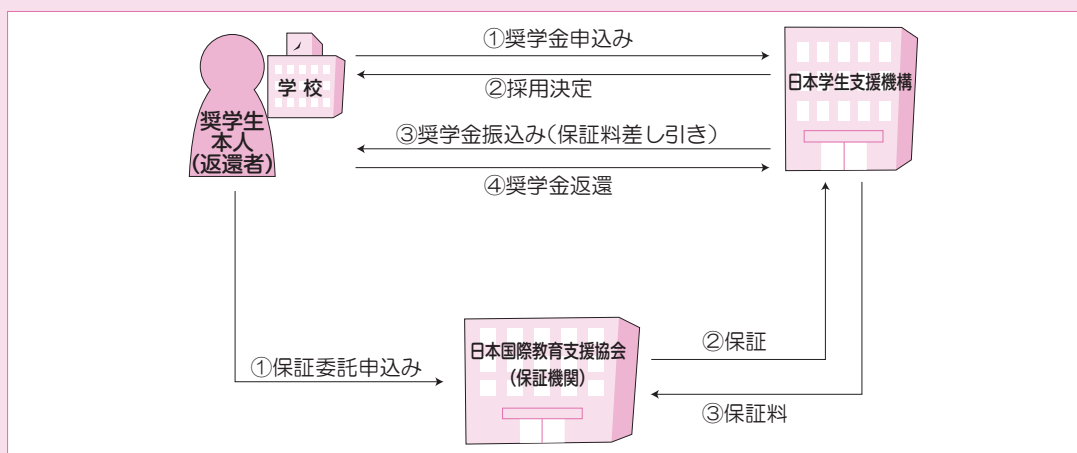 ①奨学金申込み
学校
②採用決定
日本学生支援機構
奨学生
本人
(返還者)
③奨学金振込み(保証料差し引き)
④奨学金返還
①保証委託申込み
日本国際教育支援協会
(保証機関)
②保証
③保証料